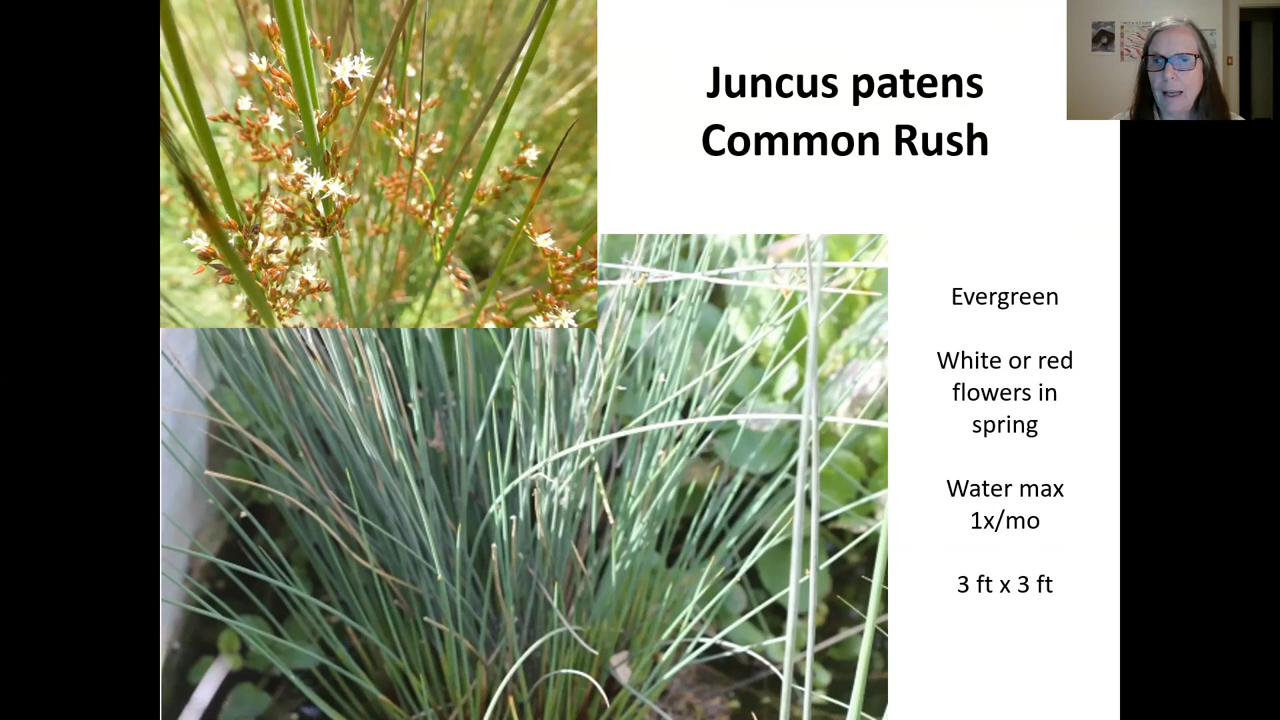 Juncus patens
Common Rush
Evergreen
White or red
flowers in
spring
Water max
1x/mo
3 ft x 3 ft